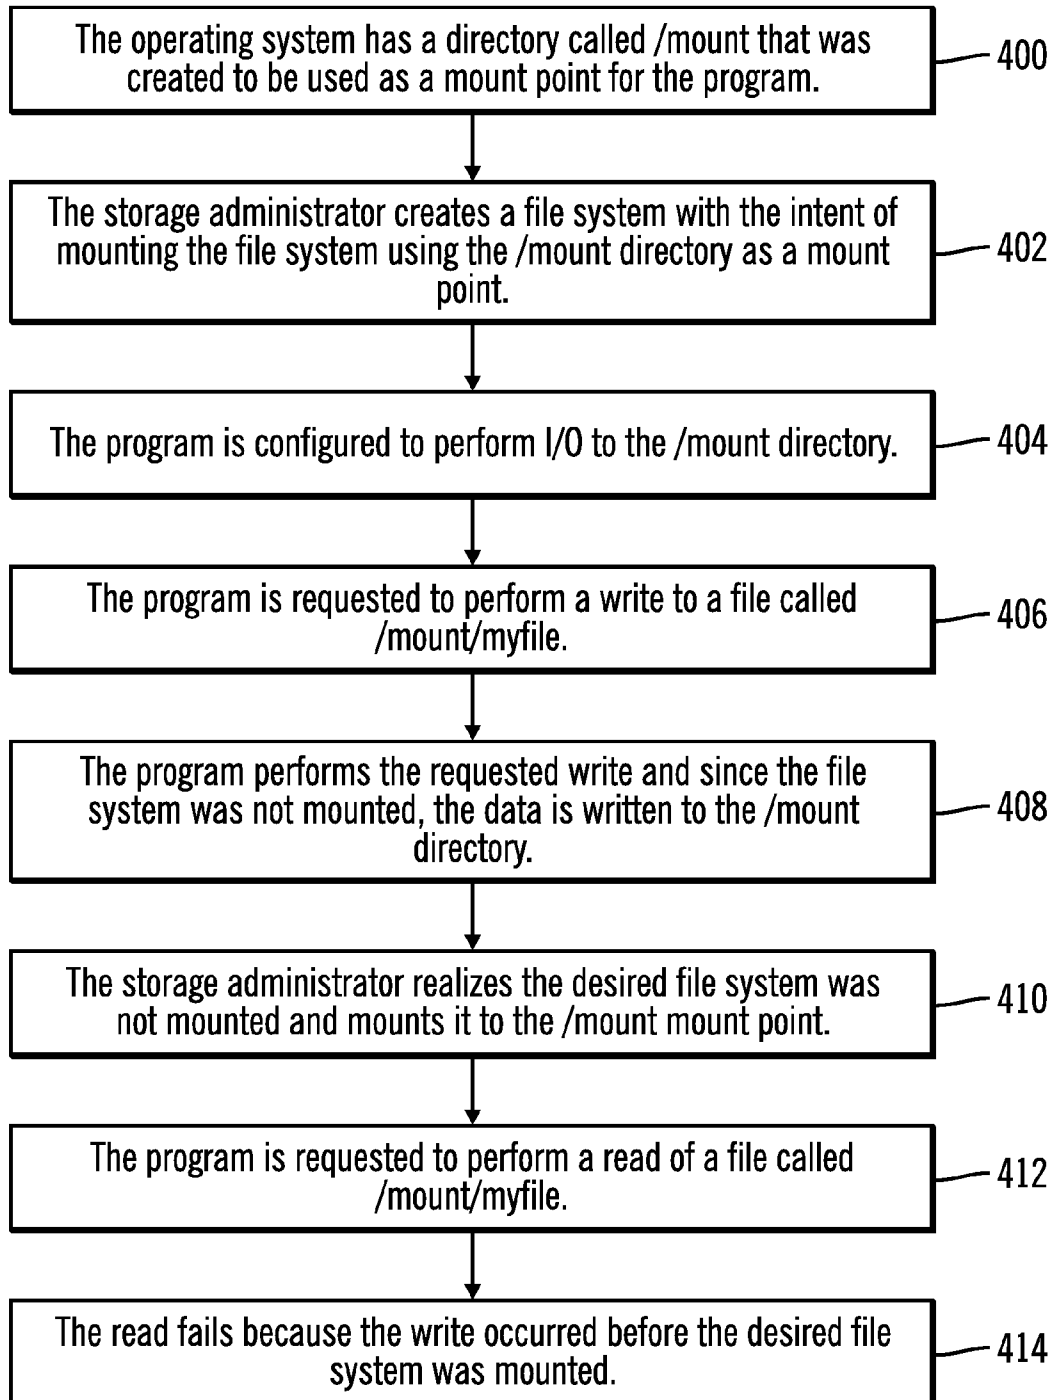 The operating system has a directory called /mount that was
created to be used as a mount point for the program.
400
The storage administrator creates a file system with the intent of
mounting the file system using the /mount directory as a mount
point.
402
The program is configured to perform I/O to the /mount directory.
404
The program is requested to perform a write to a file called
/mount/myfile.
406
The program performs the requested write and since the file
system was not mounted, the data is written to the /mount
directory.
408
The storage administrator realizes the desired file system was
not mounted and mounts it to the /mount mount point.
410
The program is requested to perform a read of a file called
/mount/myfile.
412
The read fails because the write occurred before the desired file
system was mounted.
414